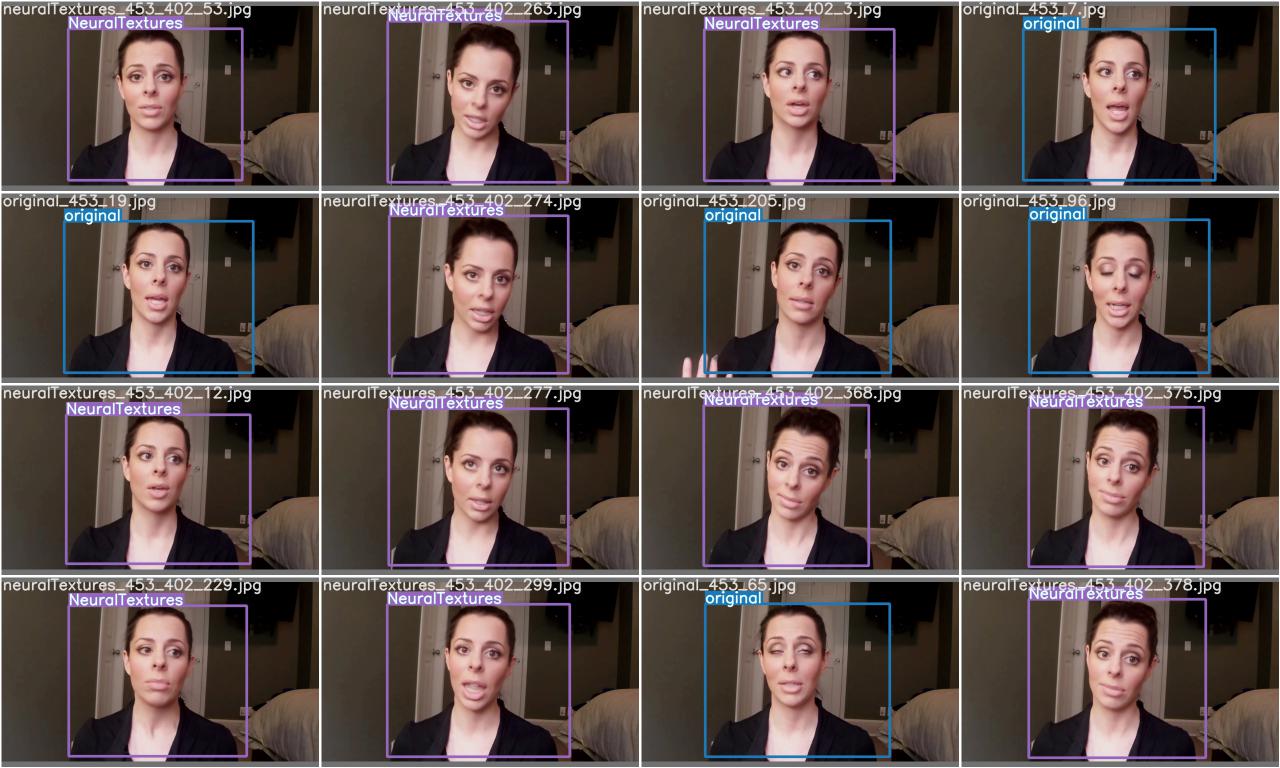 neuralTextures_453_402_53.jpg
NeuralTextures
neuralTextures_453_402_263.jpg
NeuralTextures
neuralTextures_453_402_3.jpg
NeuralTextures
original_453_7.jpg
original
original_453_19.jpg
original
neuralTextures_453_402_274.jpg
NeuralTextures
original_453_205.jpg
original
original_453_96.jpg
original
neuralTextures_453_402_12.jpg
NeuralTextures
neuralTextures_453_402_277.jpg
NeuralTextures
neuralTextures_453_402_368.jpg
NeuralTextures
neuralTextures_453_402_375.jpg
NeuralTextures
neuralTextures_453_402_229.jpg
NeuralTextures
neuralTextures_453_402_299.jpg
NeuralTextures
original_453_65.jpg
original
neuralTextures_453_402_378.jpg
NeuralTextures